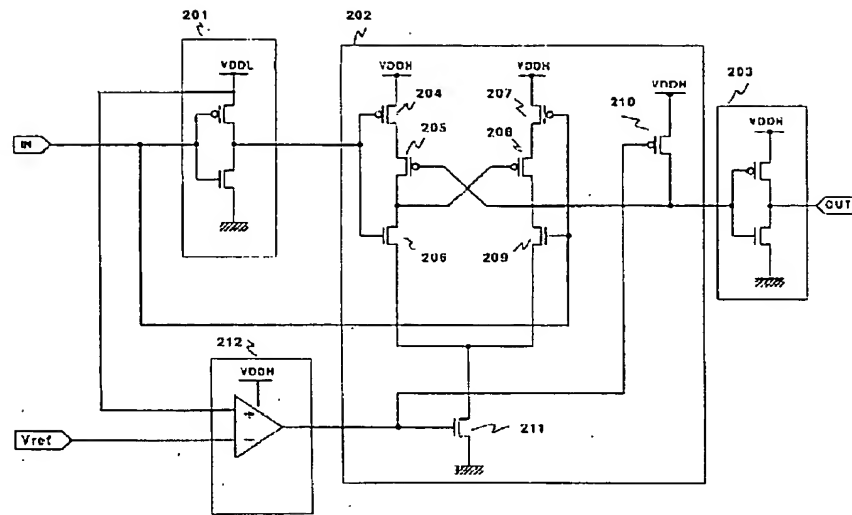 201
202
VDDL
VDDH
VDDH
204
207
210
VDDH
203
205
208
VDDH
IN
OUT
206
209
212
VDDH
+
−
Vref
211